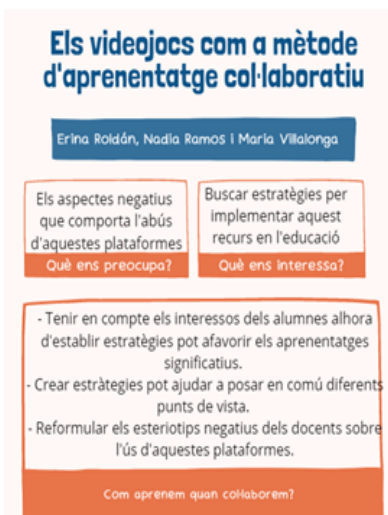 Els videojocs com a mètode
d'aprenentatge col·laboratiu
Erina Roldán, Nadia Ramos i Maria Villalonga
Els aspectes negatius
que comporta l'abús
d'aquestes plataformes
Què ens preocupa?
Buscar estratègies per
implementar aquest
recurs en l'educació
Què ens interessa?
- Tenir en compte els interessos dels alumnes alhora
d'establir estratègies pot afavorir els aprenentatges
significatius.
- Crear estràtegies pot ajudar a posar en comú diferents
punts de vista.
- Reformular els esteriotips negatius dels docents sobre
l'ús d'aquestes plataformes.
Com aprenem quan col·laborem?